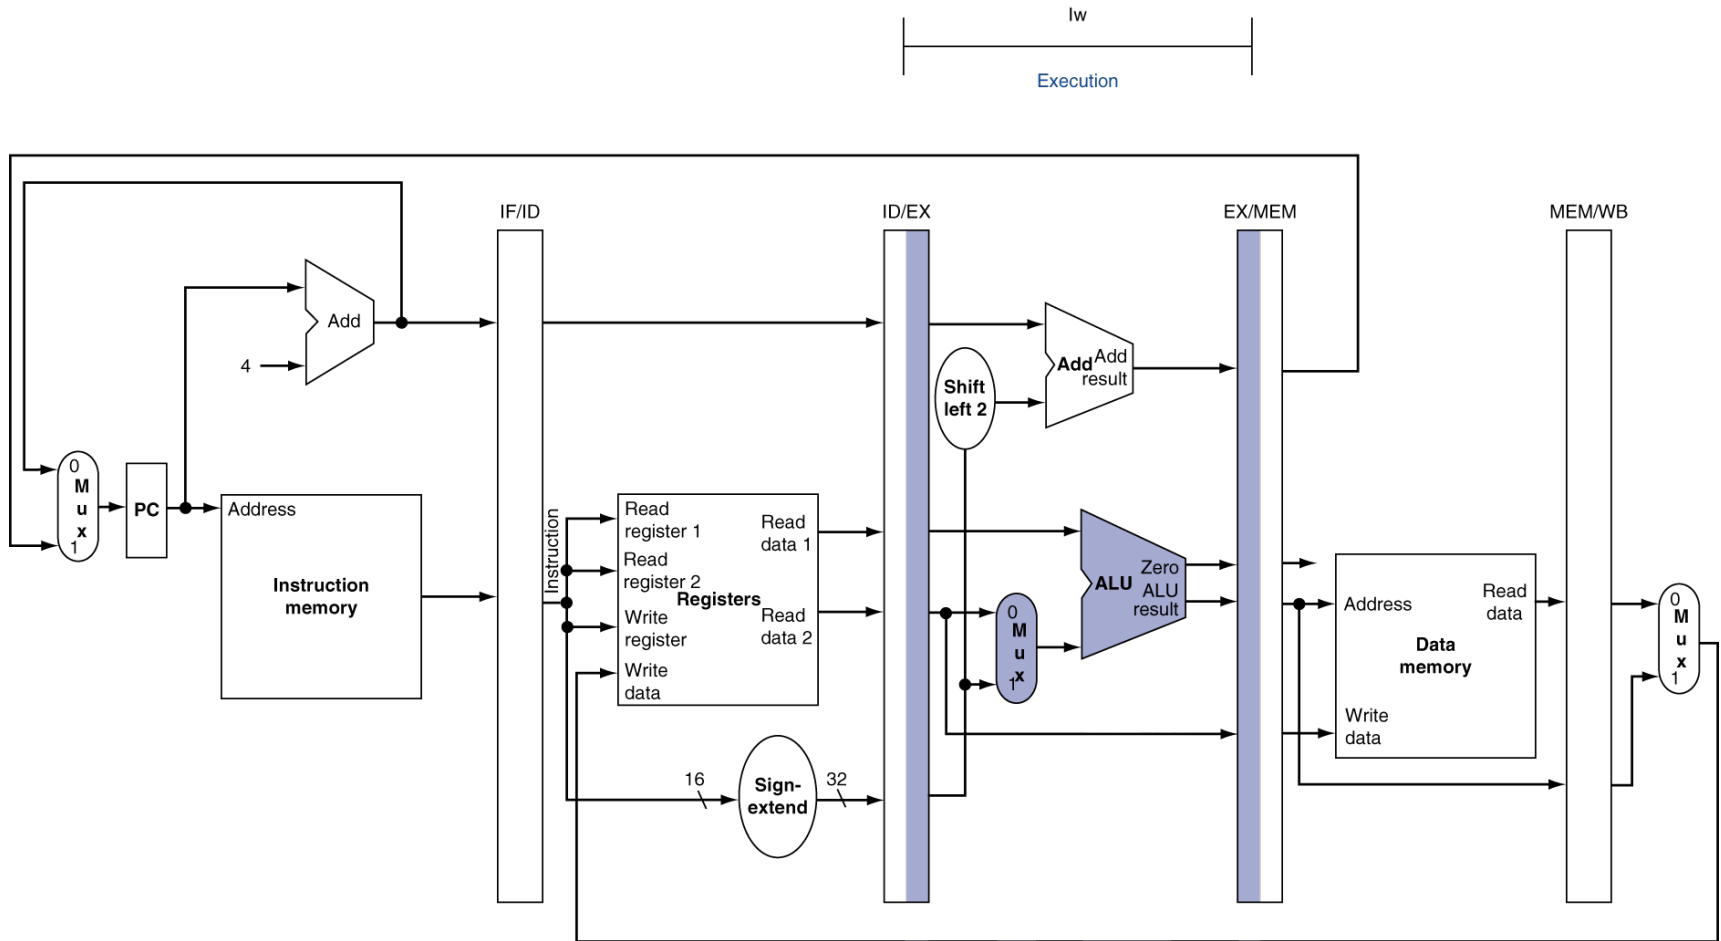 lw
Execution
IF/ID
ID/EX
EX/MEM
MEM/WB
Add
4
Add
Add
result
Shift
left 2
0
M
u
x
1
PC
Address
Instruction
memory
Instruction
Read
register 1
Read
register 2
Write
register
Write
data
Registers
Read
data 1
Read
data 2
16
Sign-
extend
32
0
M
u
x
1
ALU
Zero
ALU
result
Address
Read
data
Data
memory
Write
data
0
M
u
x
1